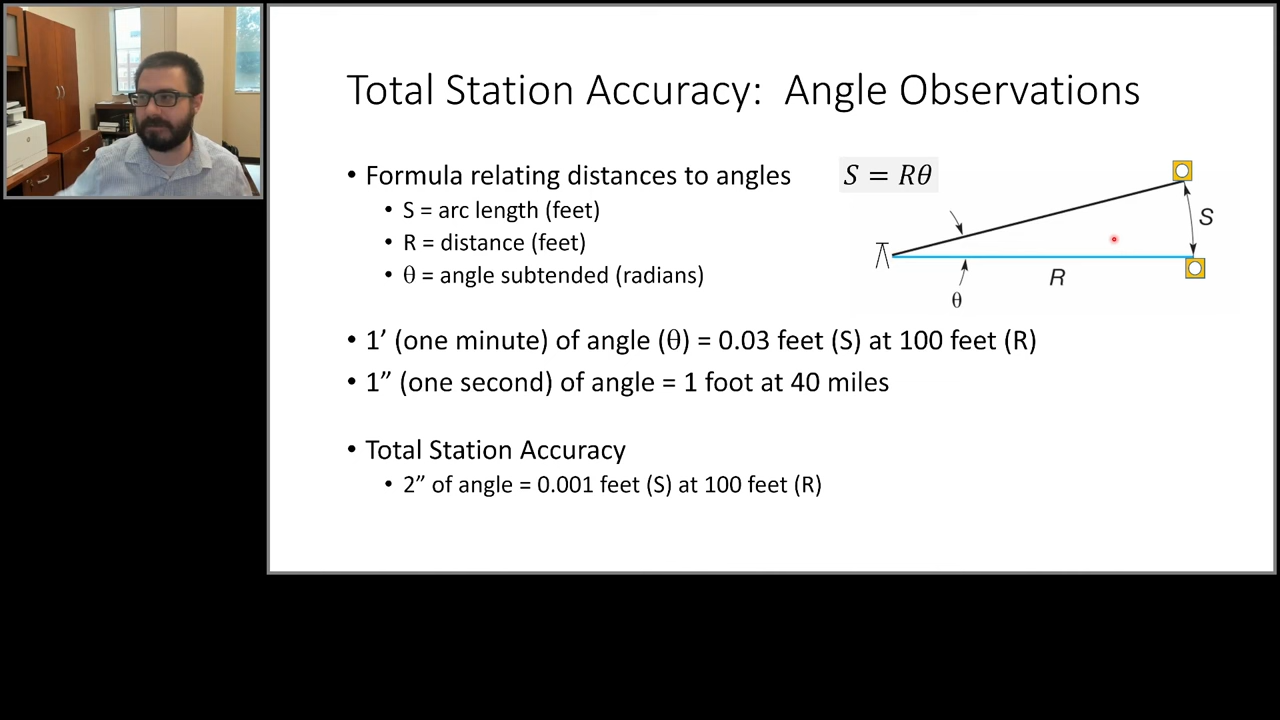 Total Station Accuracy: Angle Observations
• Formula relating distances to angles
S = Rθ
• S = arc length (feet)
• R = distance (feet)
• θ = angle subtended (radians)
S
R
θ
• 1’ (one minute) of angle (θ) = 0.03 feet (S) at 100 feet (R)
• 1” (one second) of angle = 1 foot at 40 miles
• Total Station Accuracy
• 2” of angle = 0.001 feet (S) at 100 feet (R)